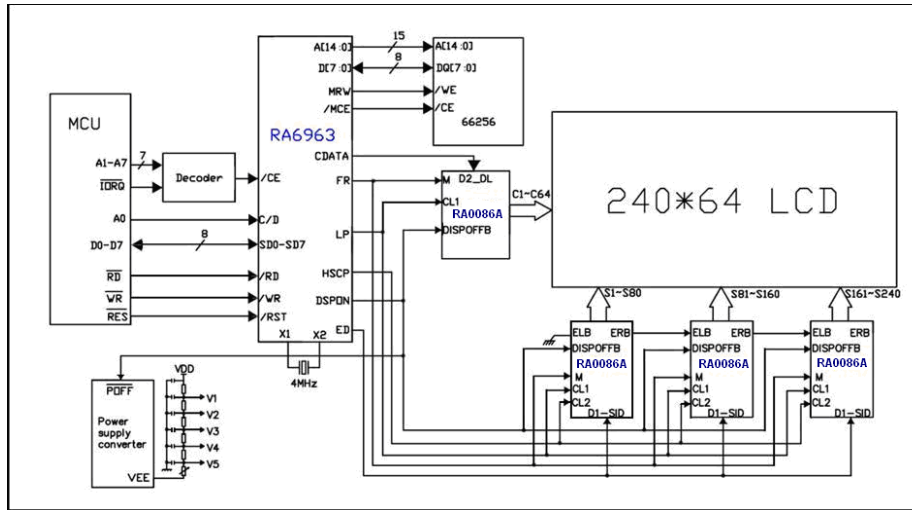 MCU
A1-A7
IORQ
A0
D0-D7
RD
WR
RES
7
8
Decoder
RA6963
/CE
C/D
SD0-SD7
/RD
/WR
/RST
X1
X2
4MHz
A[14:0]
D[7:0]
MRW
/MCE
CDATA
FR
LP
HSCP
DSPON
ED
15
8
A[14:0]
DQ[7:0]
/WE
/CE
66256
D2_DL
M
CL1
RA0086A
DISPOFFB
C1~C64
240*64 LCD
S1~S80
S81~S160
S161~S240
ELB
ERB
DISPOFFB
RA0086A
M
CL1
CL2
D1-SID
ELB
ERB
DISPOFFB
RA0086A
M
CL1
CL2
D1-SID
ELB
ERB
DISPOFFB
RA0086A
M
CL1
CL2
D1-SID
POFF
Power
supply
converter
VEE
VDD
V1
V2
V3
V4
V5